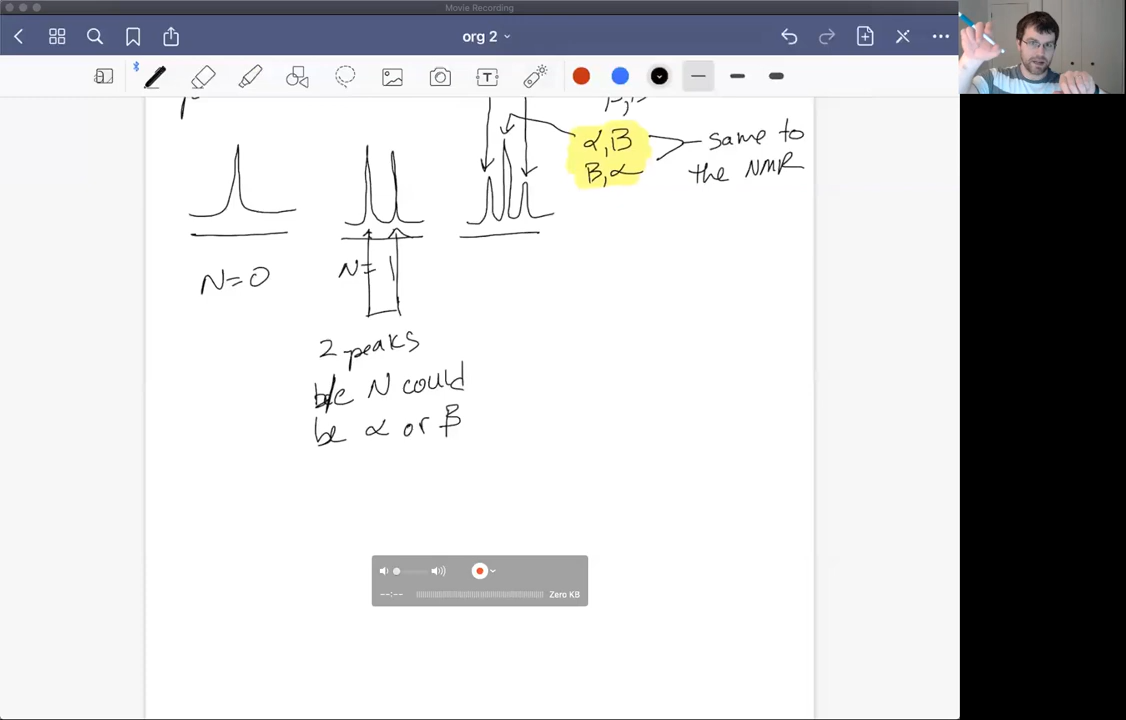 Movie Recording
org 2
α,β
β,α
same to
the NMR
N=0
N=1
2 peaks
b/c N could
be α or β
--:--
Zero KB